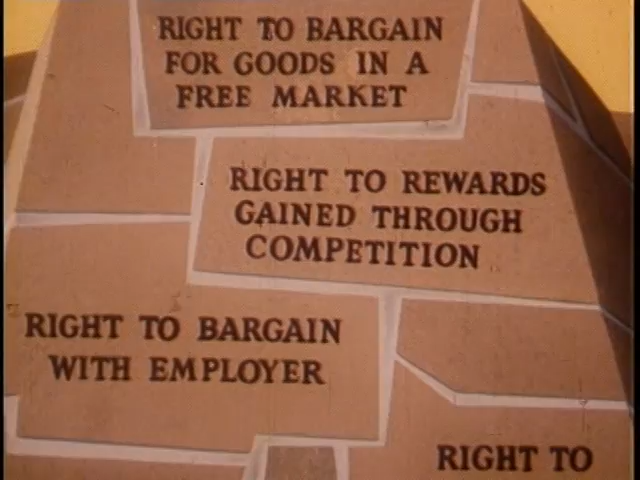 RIGHT TO BARGAIN
FOR GOODS IN A
FREE MARKET
RIGHT TO REWARDS
GAINED THROUGH
COMPETITION
RIGHT TO BARGAIN
WITH EMPLOYER
RIGHT TO